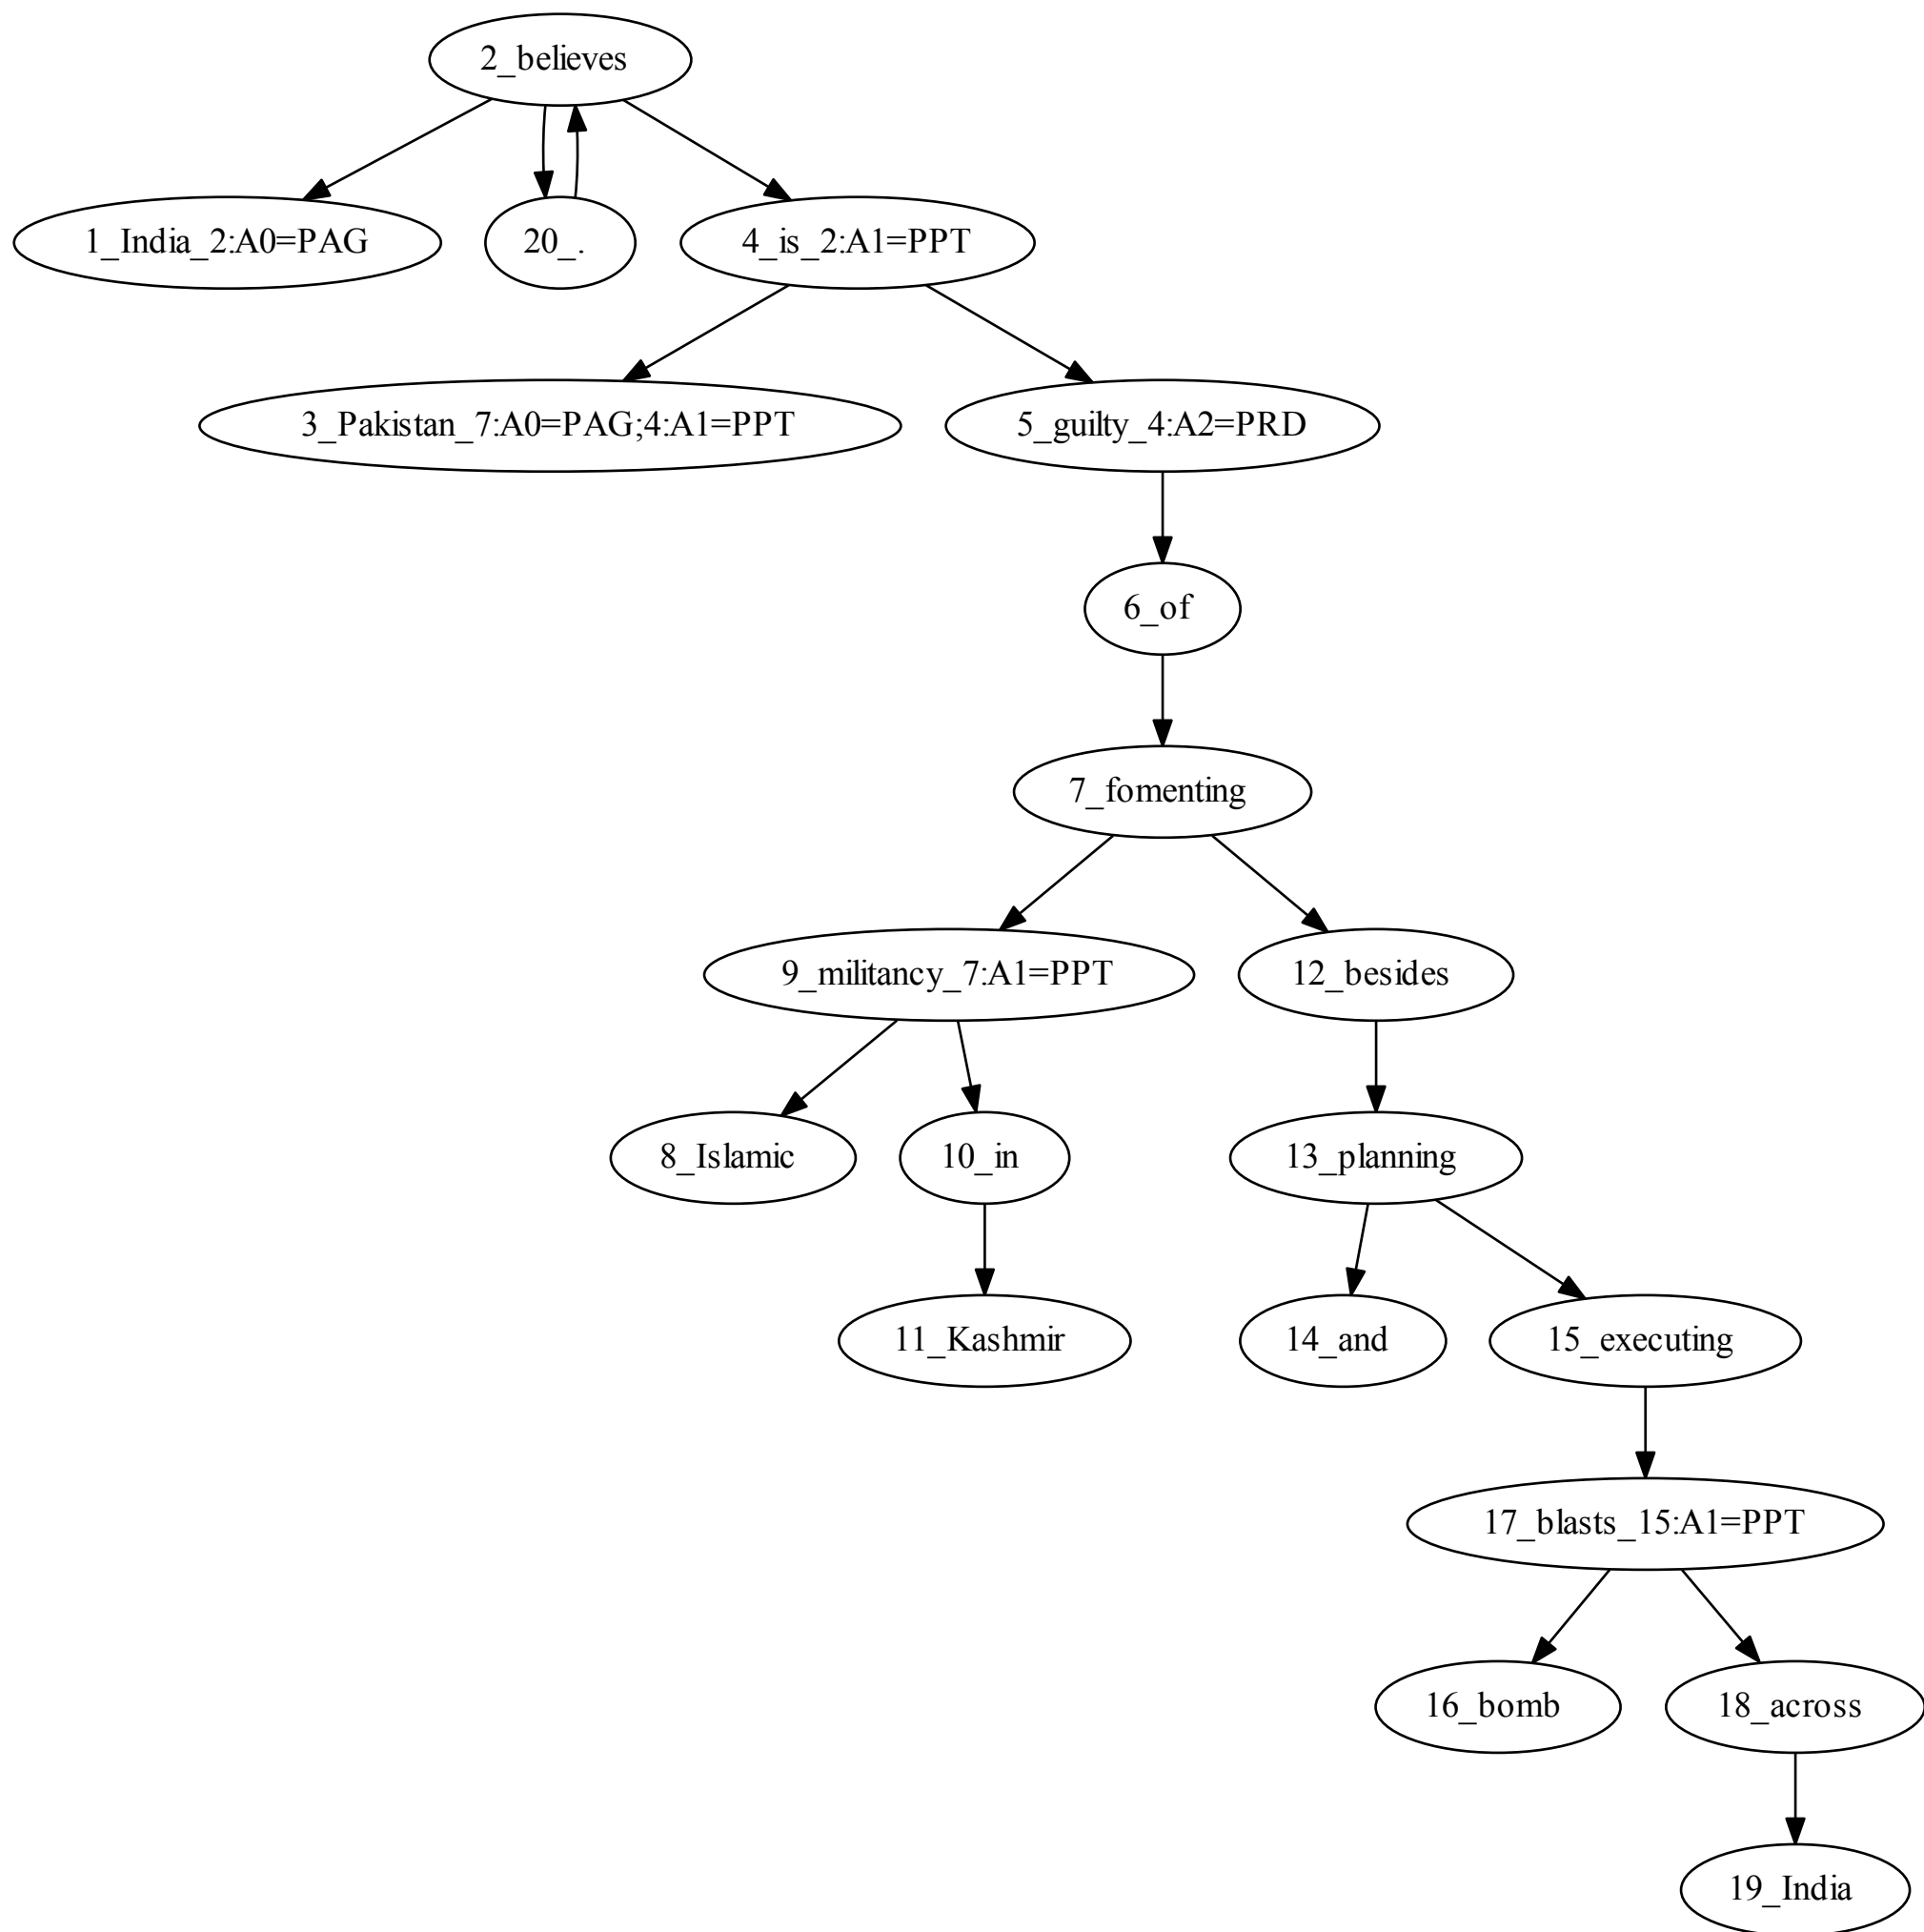 2_believes
1_India_2:A0=PAG
20_.
4_is_2:A1=PPT
3_Pakistan_7:A0=PAG;4:A1=PPT
5_guilty_4:A2=PRD
6_of
7_fomenting
9_militancy_7:A1=PPT
12_besides
8_Islamic
10_in
13_planning
11_Kashmir
14_and
15_executing
17_blasts_15:A1=PPT
16_bomb
18_across
19_India